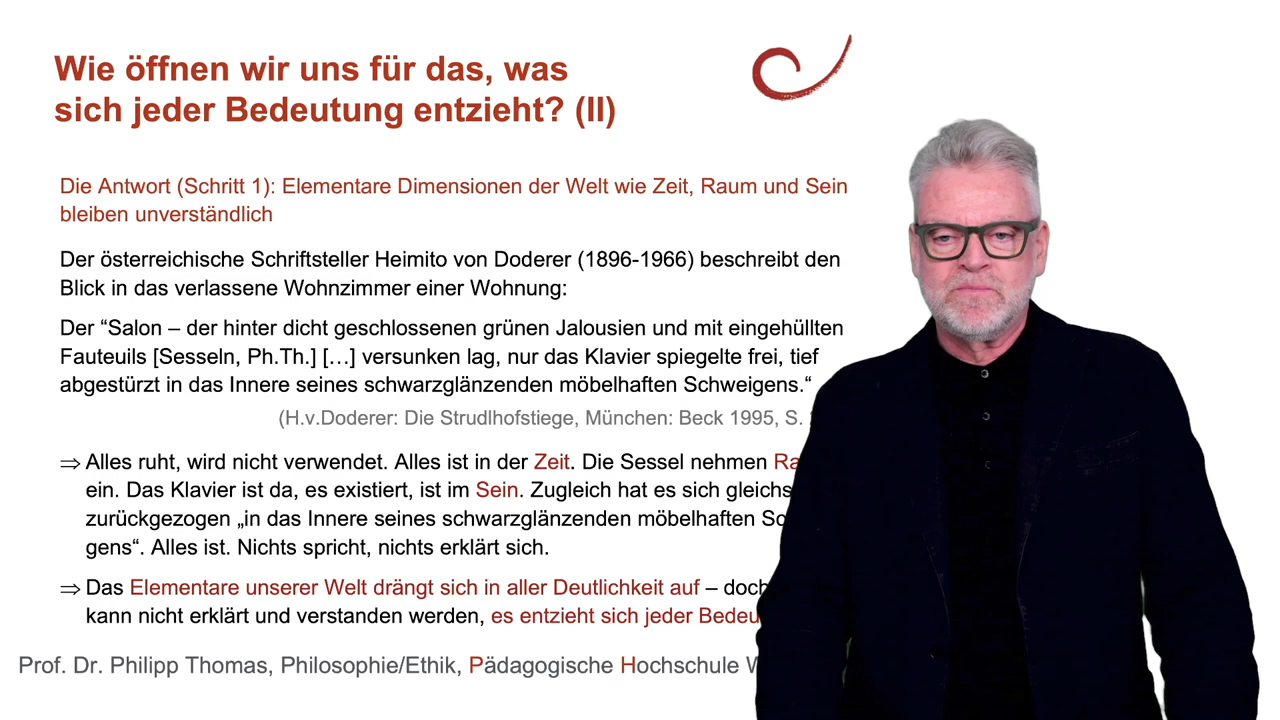 Wie öffnen wir uns für das, was
sich jeder Bedeutung entzieht? (II)
Die Antwort (Schritt 1): Elementare Dimensionen der Welt wie Zeit, Raum und Sein
bleiben unverständlich
Der österreichische Schriftsteller Heimito von Doderer (1896-1966) beschreibt den
Blick in das verlassene Wohnzimmer einer Wohnung:
Der “Salon – der hinter dicht geschlossenen grünen Jalousien und mit eingehüllten
Fauteuils [Sesseln, Ph.Th.] […] versunken lag, nur das Klavier spiegelte frei, tief
abgestürzt in das Innere seines schwarzglänzenden möbelhaften Schweigens.“
(H.v.Doderer: Die Strudlhofstiege, München: Beck 1995, S.
⇒ Alles ruht, wird nicht verwendet. Alles ist in der Zeit. Die Sessel nehmen
ein. Das Klavier ist da, es existiert, ist im Sein. Zugleich hat es sich
zurückgezogen „in das Innere seines schwarzglänzenden möbelhaften
gens“. Alles ist. Nichts spricht, nichts erklärt sich.
⇒ Das Elementare unserer Welt drängt sich in aller Deutlichkeit auf – doch
kann nicht erklärt und verstanden werden, es entzieht sich jeder
Prof. Dr. Philipp Thomas, Philosophie/Ethik, Pädagogische Hochschule